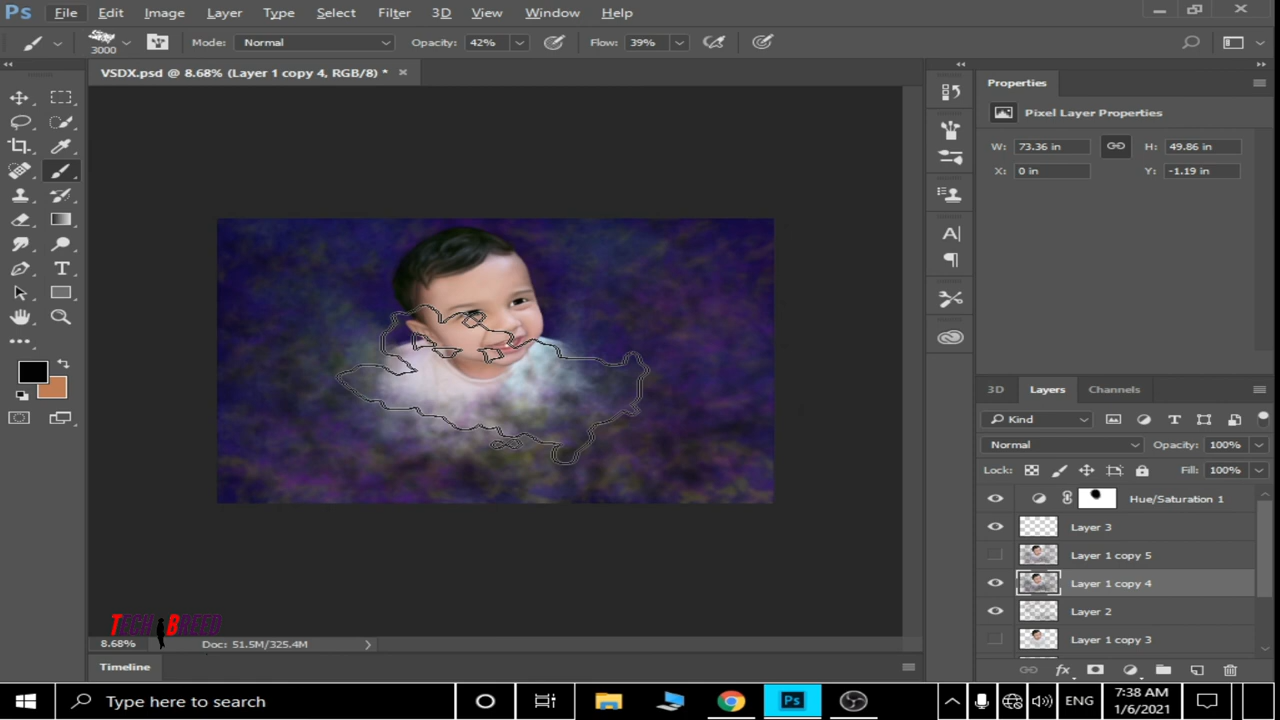 Ps File Edit Image Layer Type Select Filter 3D View Window Help
3000 Mode: Normal Opacity: 42% Flow: 39%
VSDX.psd @ 8.68% (Layer 1 copy 4, RGB/8) * ×
Properties
Pixel Layer Properties
W: 73.36 in H: 49.86 in
X: 0 in Y: -1.19 in
3D Layers Channels
Kind
Normal Opacity: 100%
Lock: Fill: 100%
Hue/Saturation 1
Layer 3
Layer 1 copy 5
Layer 1 copy 4
Layer 2
Layer 1 copy 3
fx
TECH BREED
8.68% Doc: 51.5M/325.4M
Timeline
Type here to search
Ps
ENG
7:38 AM
1/6/2021